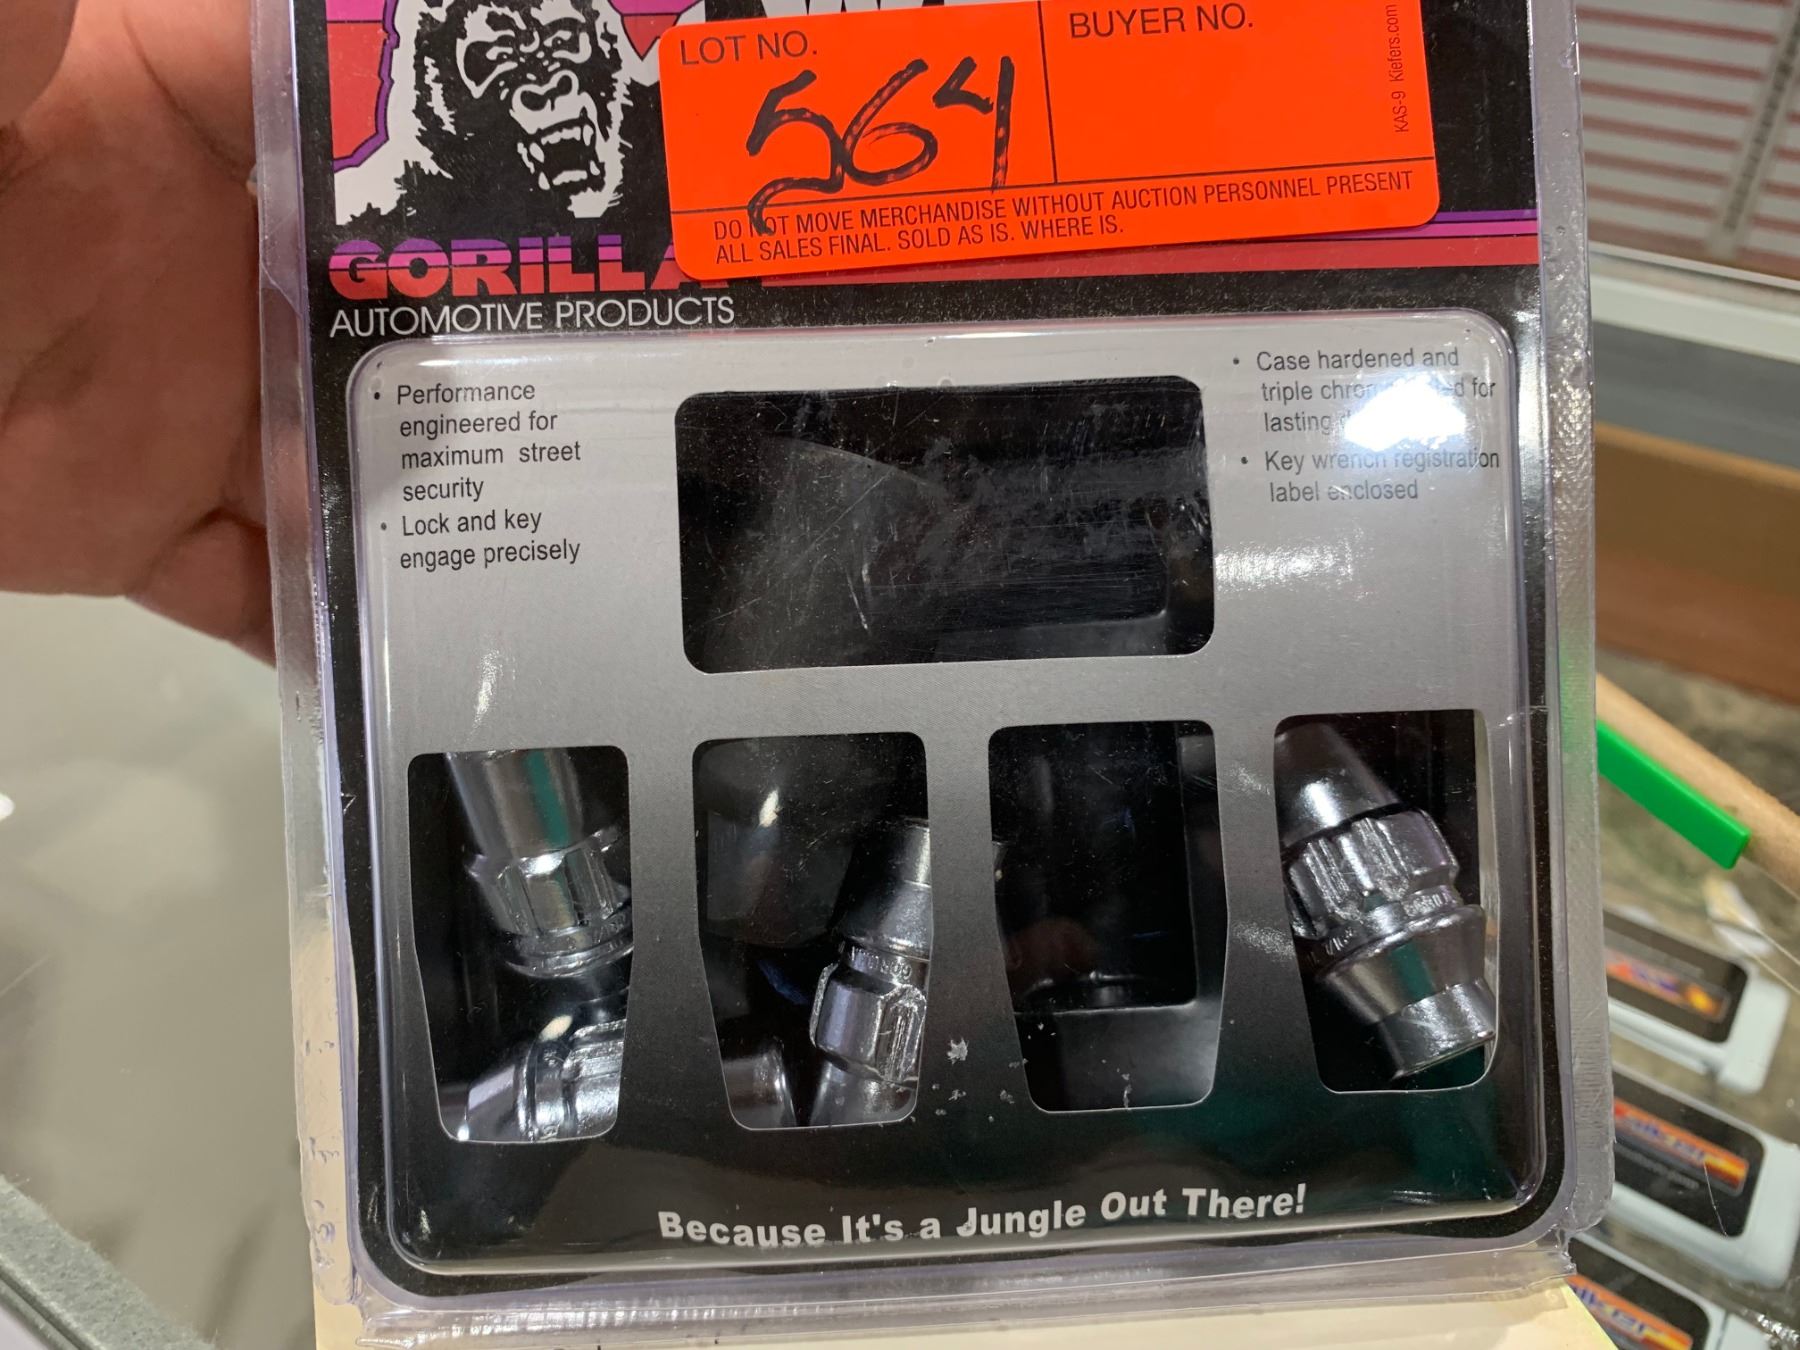 LOT NO.
BUYER NO.
564
KAS-9 Kiefers.com
DO NOT MOVE MERCHANDISE WITHOUT AUCTION PERSONNEL PRESENT
ALL SALES FINAL. SOLD AS IS. WHERE IS.
GORILLA
AUTOMOTIVE PRODUCTS
• Performance
engineered for
maximum street
security
• Lock and key
engage precisely
• Case hardened and
triple for
lasting
• Key wrench registration
label enclosed
Because It's a Jungle Out There!